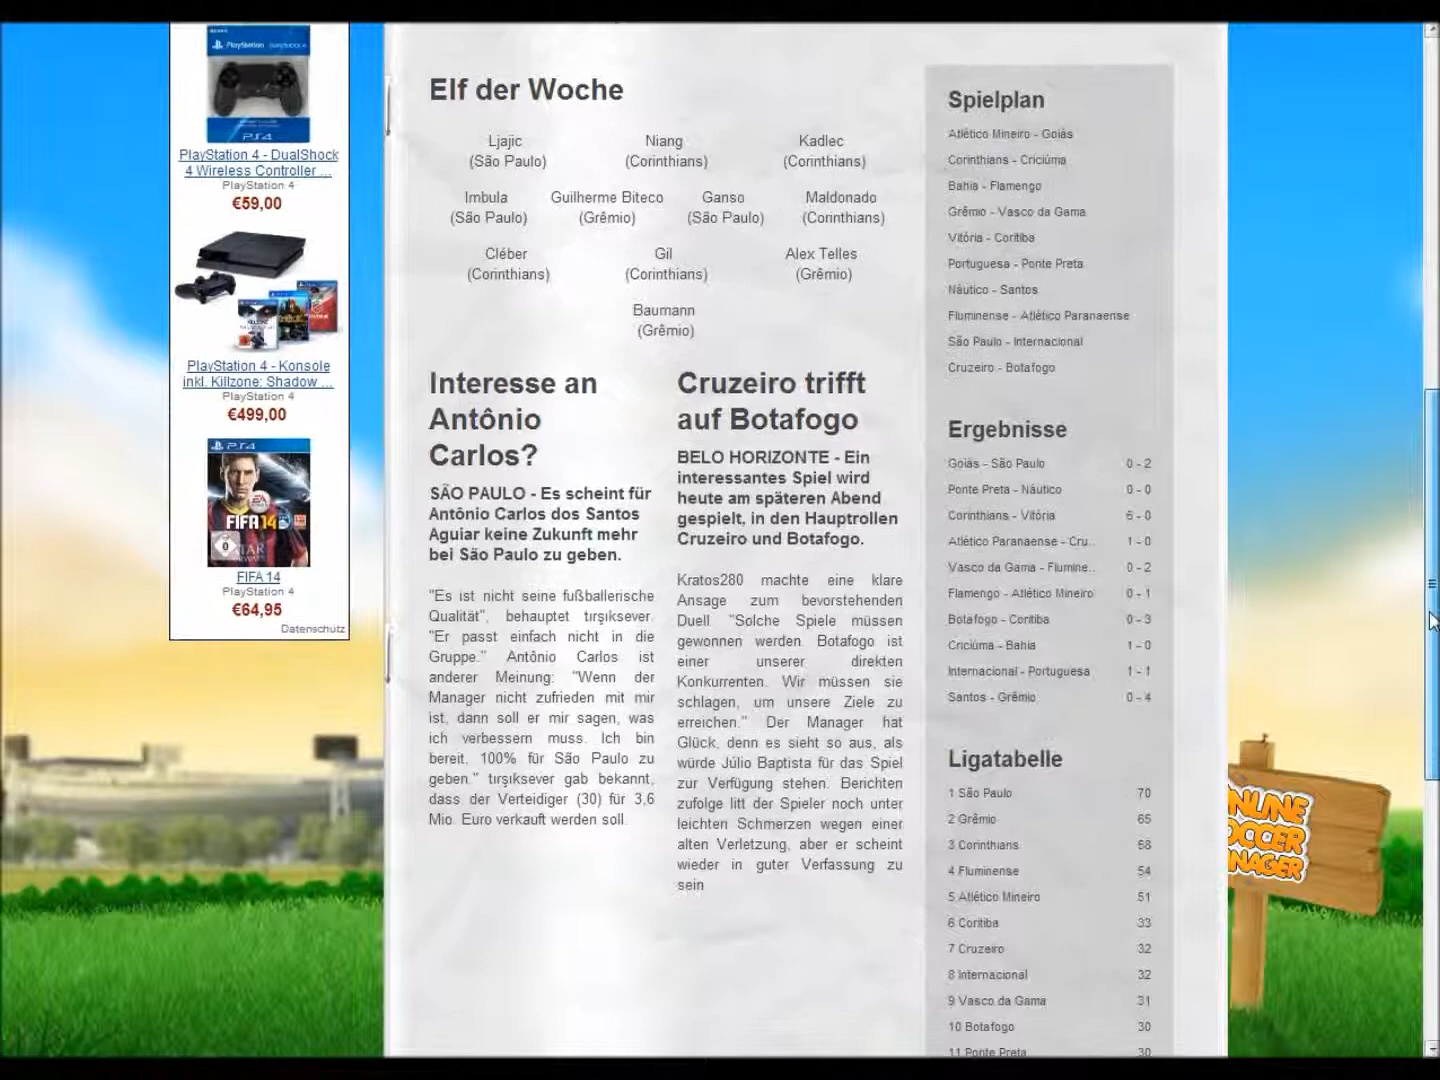 PlayStation
PS4
PlayStation 4 - DualShock
4 Wireless Controller ...
PlayStation 4
€59,00
PlayStation 4 - Konsole
inkl. Killzone: Shadow ...
PlayStation 4
€499,00
PS4
EA
SPORTS
FIFA 14
FIFA 14
PlayStation 4
€64,95
Datenschutz
Elf der Woche
Ljajic Niang Kadlec
(São Paulo) (Corinthians) (Corinthians)
Imbula Guilherme Biteco Ganso Maldonado
(São Paulo) (Grêmio) (São Paulo) (Corinthians)
Cléber Gil Alex Telles
(Corinthians) (Corinthians) (Grêmio)
Baumann
(Grêmio)
Interesse an
Antônio
Carlos?
SÃO PAULO - Es scheint für
Antônio Carlos dos Santos
Aguiar keine Zukunft mehr
bei São Paulo zu geben.
"Es ist nicht seine fußballerische
Qualität", behauptet tırşıksever.
"Er passt einfach nicht in die
Gruppe." Antônio Carlos ist
anderer Meinung: "Wenn der
Manager nicht zufrieden mit mir
ist, dann soll er mir sagen, was
ich verbessern muss. Ich bin
bereit, 100% für São Paulo zu
geben." tırşıksever gab bekannt,
dass der Verteidiger (30) für 3,6
Mio. Euro verkauft werden soll.
Cruzeiro trifft
auf Botafogo
BELO HORIZONTE - Ein
interessantes Spiel wird
heute am späteren Abend
gespielt, in den Hauptrollen
Cruzeiro und Botafogo.
Kratos280 machte eine klare
Ansage zum bevorstehenden
Duell "Solche Spiele müssen
gewonnen werden. Botafogo ist
einer unserer direkten
Konkurrenten. Wir müssen sie
schlagen, um unsere Ziele zu
erreichen." Der Manager hat
Glück, denn es sieht so aus, als
würde Júlio Baptista für das Spiel
zur Verfügung stehen. Berichten
zufolge litt der Spieler noch unter
leichten Schmerzen wegen einer
alten Verletzung, aber er scheint
wieder in guter Verfassung zu
sein
Spielplan
Atlético Mineiro - Goiás
Corinthians - Criciúma
Bahia - Flamengo
Grêmio - Vasco da Gama
Vitória - Coritiba
Portuguesa - Ponte Preta
Náutico - Santos
Fluminense - Atlético Paranaense
São Paulo - Internacional
Cruzeiro - Botafogo
Ergebnisse
Goiás - São Paulo 0 - 2
Ponte Preta - Náutico 0 - 0
Corinthians - Vitória 6 - 0
Atlético Paranaense - Cru.. 1 - 0
Vasco da Gama - Flumine.. 0 - 2
Flamengo - Atlético Mineiro 0 - 1
Botafogo - Coritiba 0 - 3
Criciúma - Bahia 1 - 0
Internacional - Portuguesa 1 - 1
Santos - Grêmio 0 - 4
Ligatabelle
1 São Paulo 70
2 Grêmio 65
3 Corinthians 58
4 Fluminense 54
5 Atlético Mineiro 51
6 Coritiba 33
7 Cruzeiro 32
8 Internacional 32
9 Vasco da Gama 31
10 Botafogo 30
11 Ponte Preta 30
NLINE
OCCER
NAGER